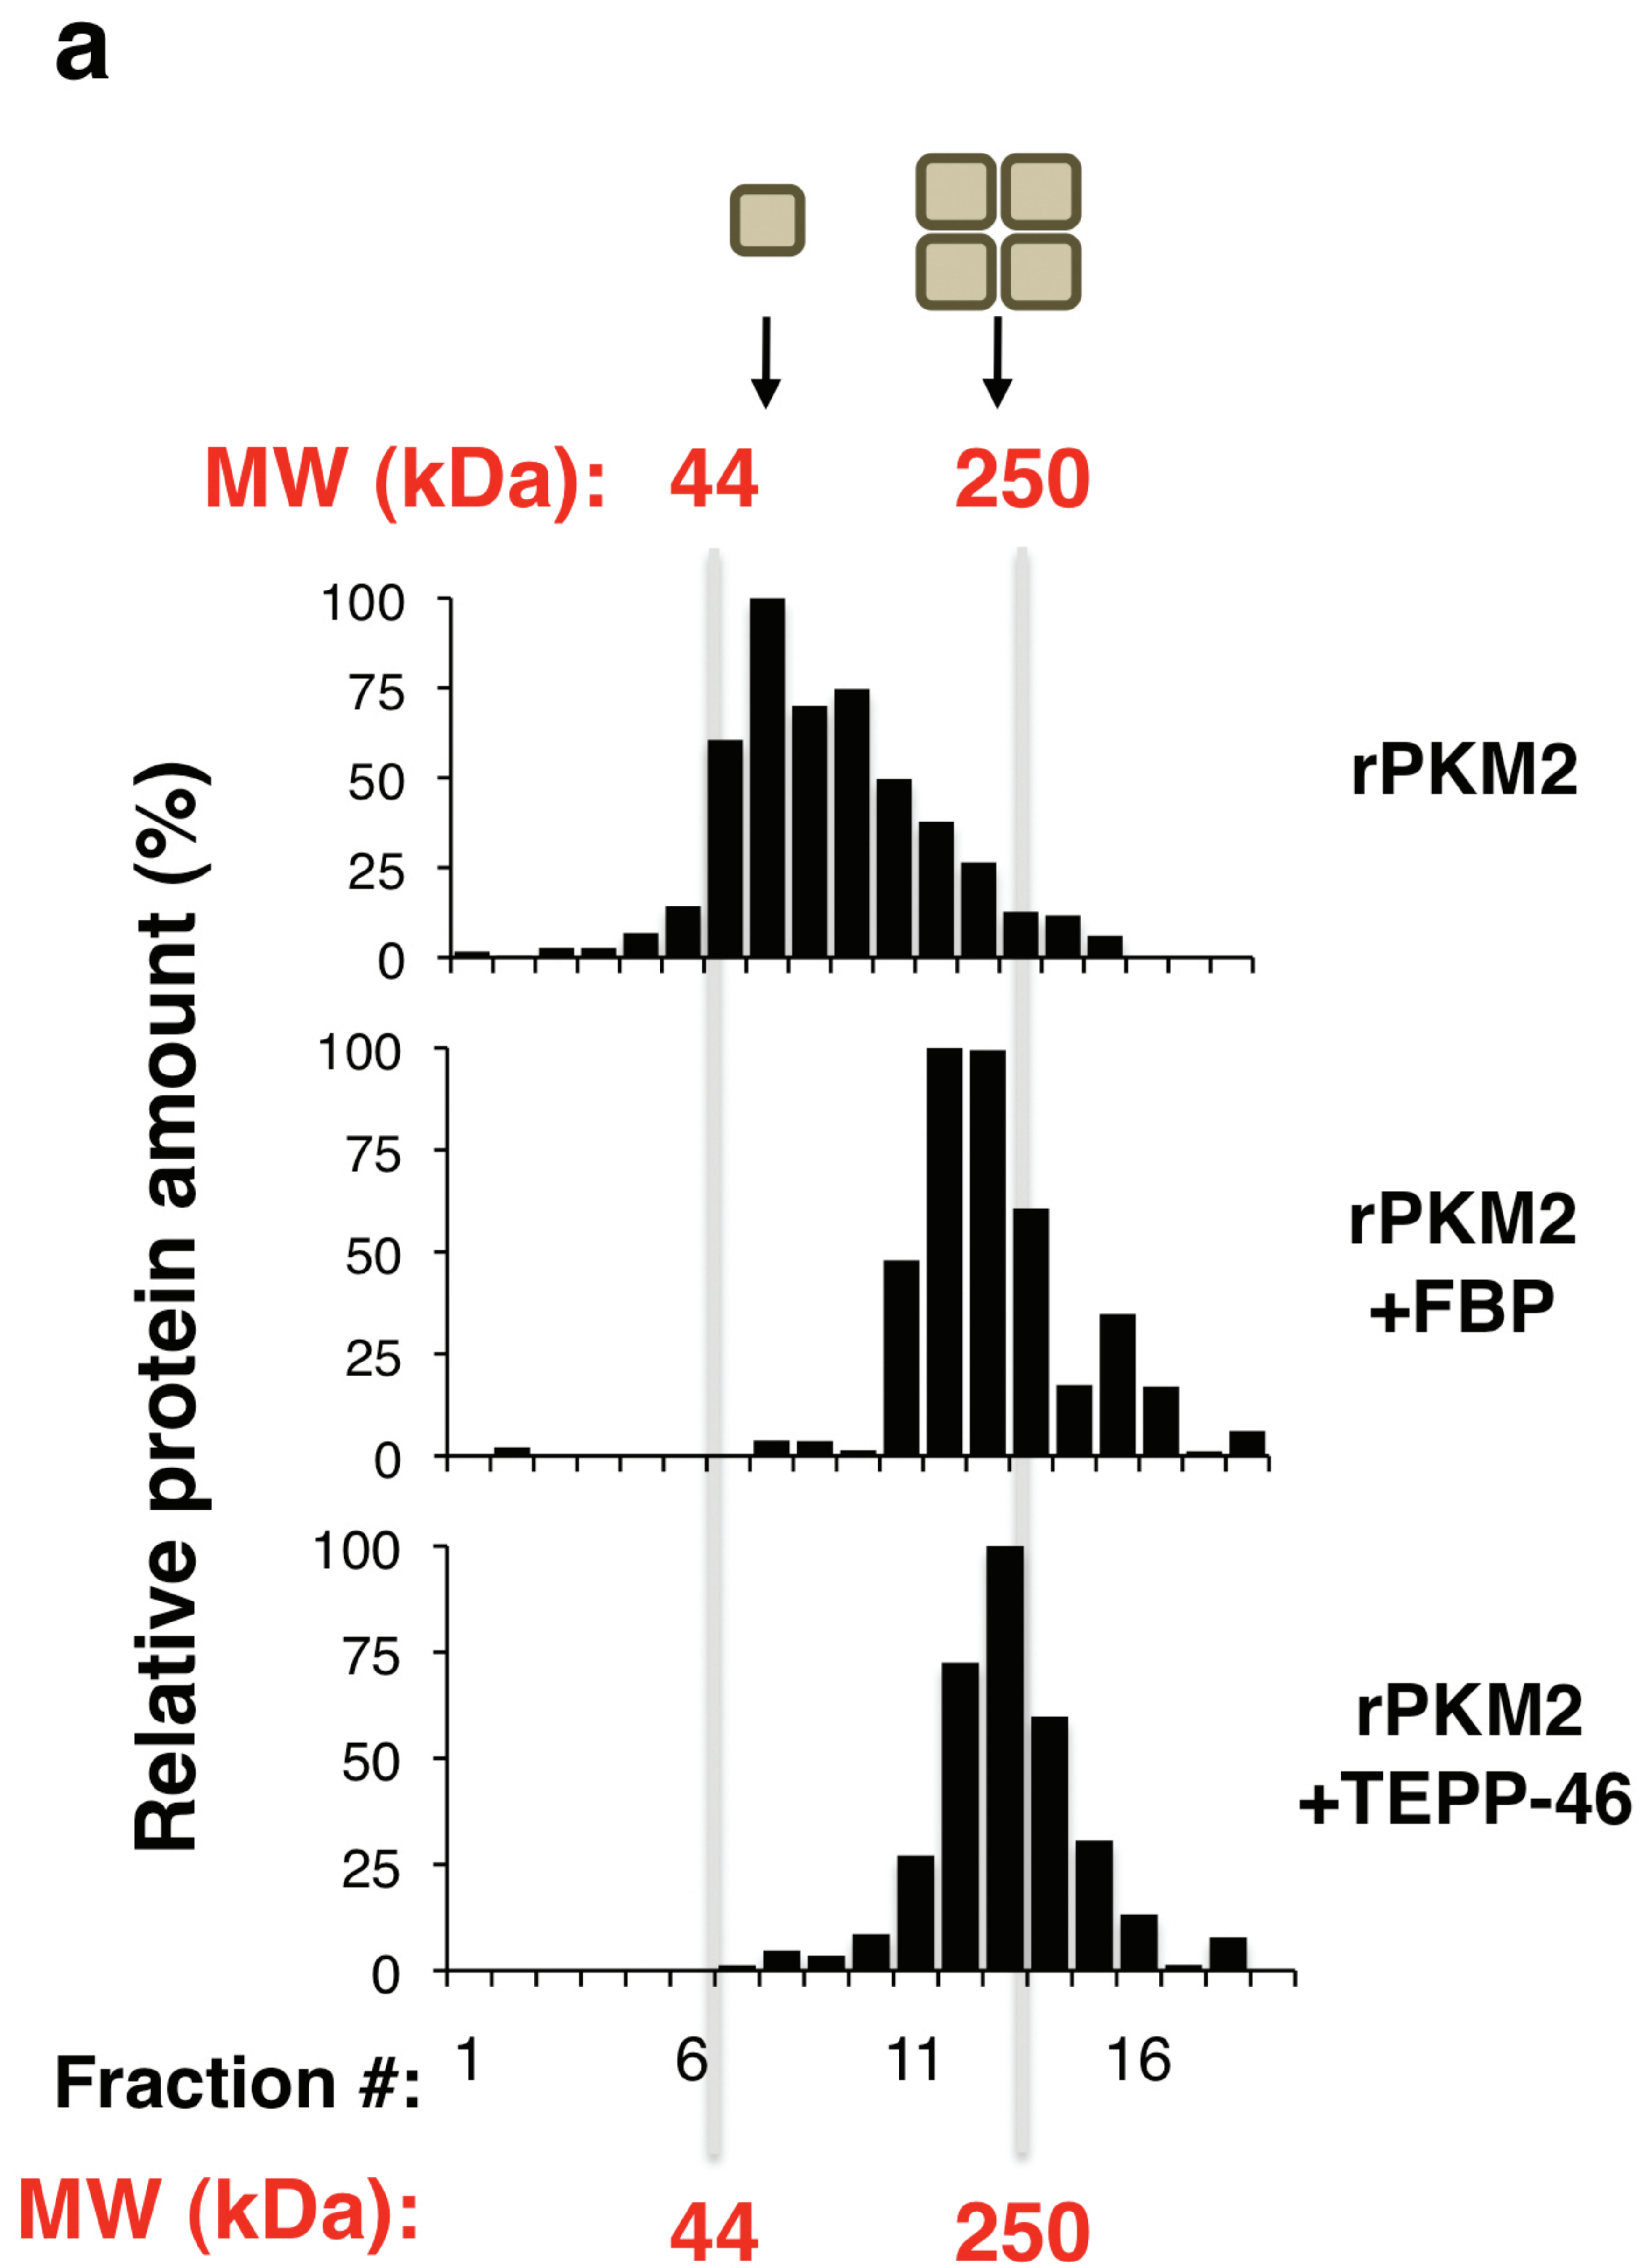 a
MW (kDa): 44 250
Relative protein amount (%)
100
75
50
25
0
rPKM2
100
75
50
25
0
rPKM2
+FBP
100
75
50
25
0
rPKM2
+TEPP-46
Fraction #: 1 6 11 16
MW (kDa): 44 250